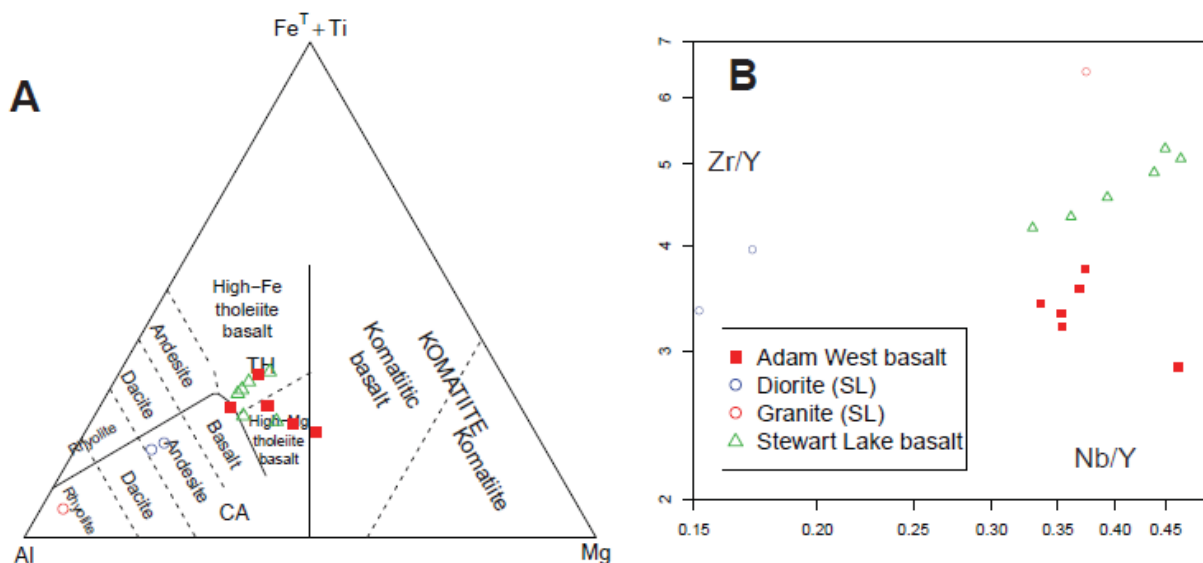 A
Fe^T+Ti
High–Fe
tholeiite
basalt
TH
Andesite
Dacite
Rhyolite
Basalt
High–Mg
tholeiite
basalt
Komatiitic
basalt
KOMATIITE
Komatiite
Andesite
Dacite
Rhyolite
CA
Al
Mg
B
7
6
5
4
3
2
Zr/Y
Adam West basalt
Diorite (SL)
Granite (SL)
Stewart Lake basalt
Nb/Y
0.15
0.20
0.25
0.30
0.35
0.40
0.45